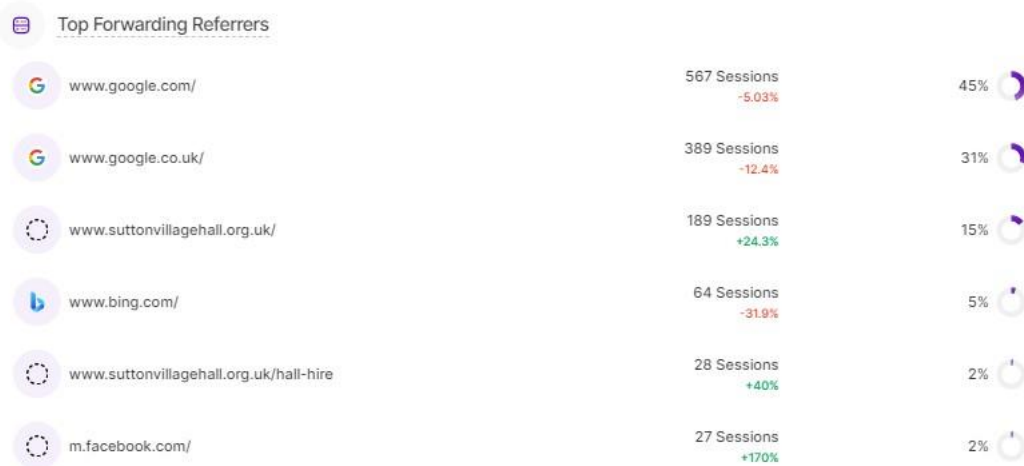 Top Forwarding Referrers
www.google.com/
567 Sessions
-5.03%
45%
www.google.co.uk/
389 Sessions
-12.4%
31%
www.suttonvillagehall.org.uk/
189 Sessions
+24.3%
15%
www.bing.com/
64 Sessions
-31.9%
5%
www.suttonvillagehall.org.uk/hall-hire
28 Sessions
+40%
2%
m.facebook.com/
27 Sessions
+170%
2%